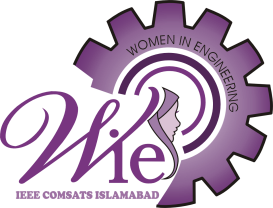 WOMEN IN ENGINEERING
Wie
IEEE COMSATS ISLAMABAD